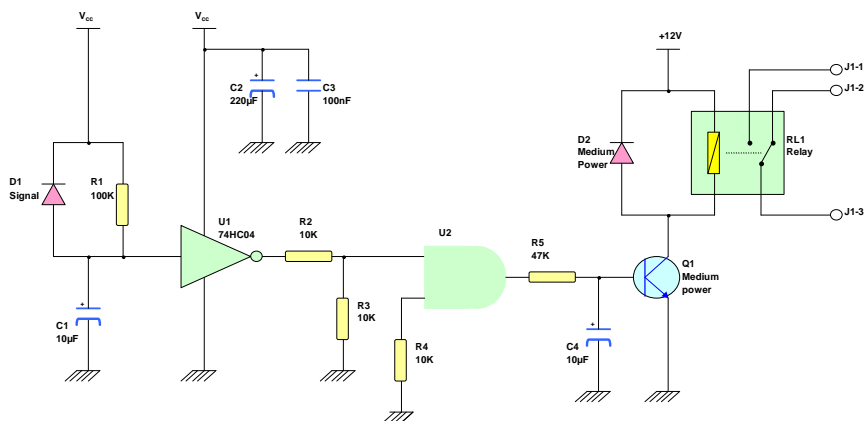 Vcc
Vcc
+12V
J1-1
J1-2
C2
220µF
C3
100nF
D2
Medium
Power
RL1
Relay
D1
Signal
R1
100K
U1
74HC04
R2
10K
U2
R5
47K
J1-3
Q1
Medium
power
C1
10µF
R3
10K
R4
10K
C4
10µF
+
+
+